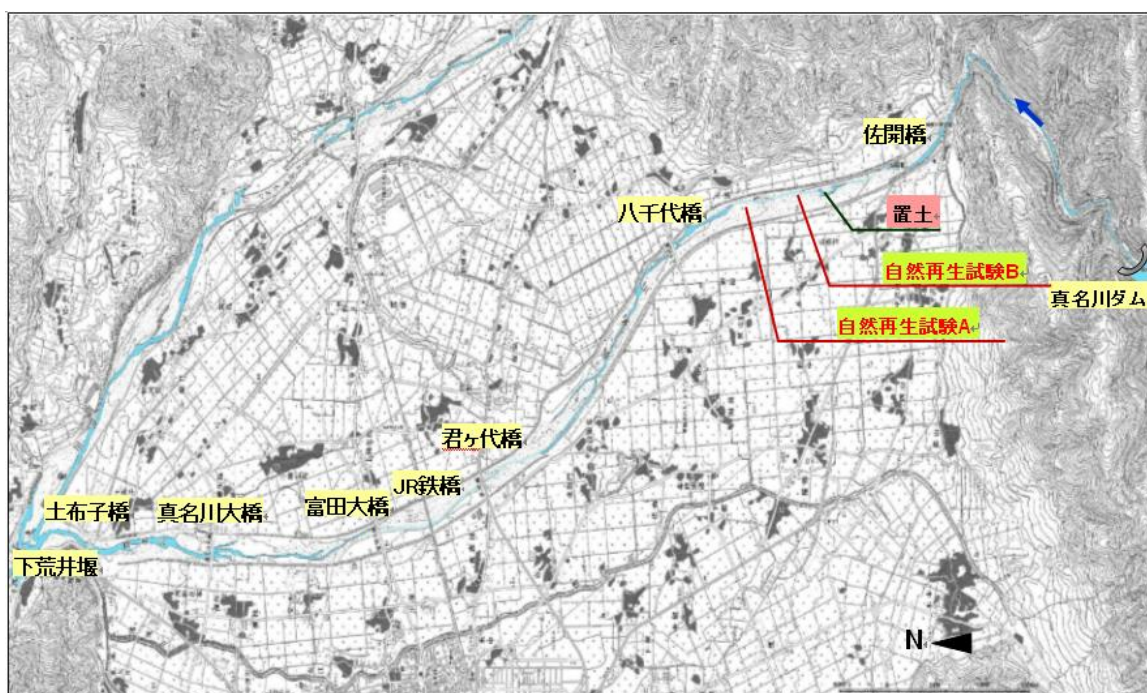 佐開橋
八千代橋
置土
自然再生試験B
真名川ダム
自然再生試験A
君ヶ代橋
JR鉄橋
富田大橋
土布子橋
真名川大橋
下荒井堰
N